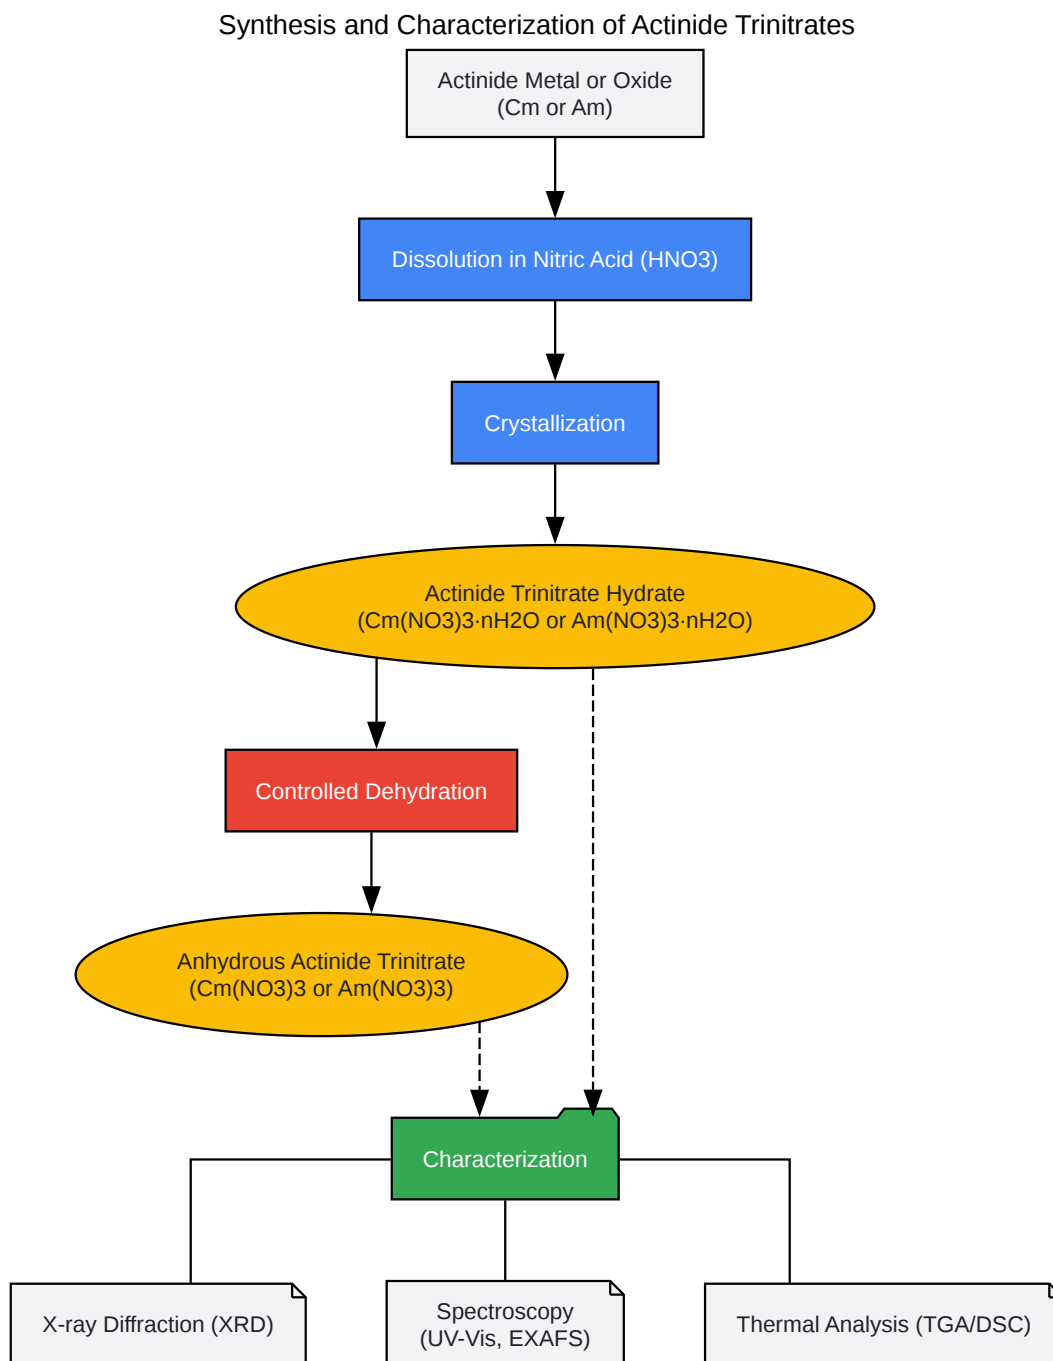 Synthesis and Characterization of Actinide Trinitrates
Actinide Metal or Oxide
(Cm or Am)
Dissolution in Nitric Acid (HNO3)
Crystallization
Actinide Trinitrate Hydrate
(Cm(NO3)3·nH2O or Am(NO3)3·nH2O)
Controlled Dehydration
Anhydrous Actinide Trinitrate
(Cm(NO3)3 or Am(NO3)3)
Characterization
X-ray Diffraction (XRD)
Spectroscopy
(UV-Vis, EXAFS)
Thermal Analysis (TGA/DSC)